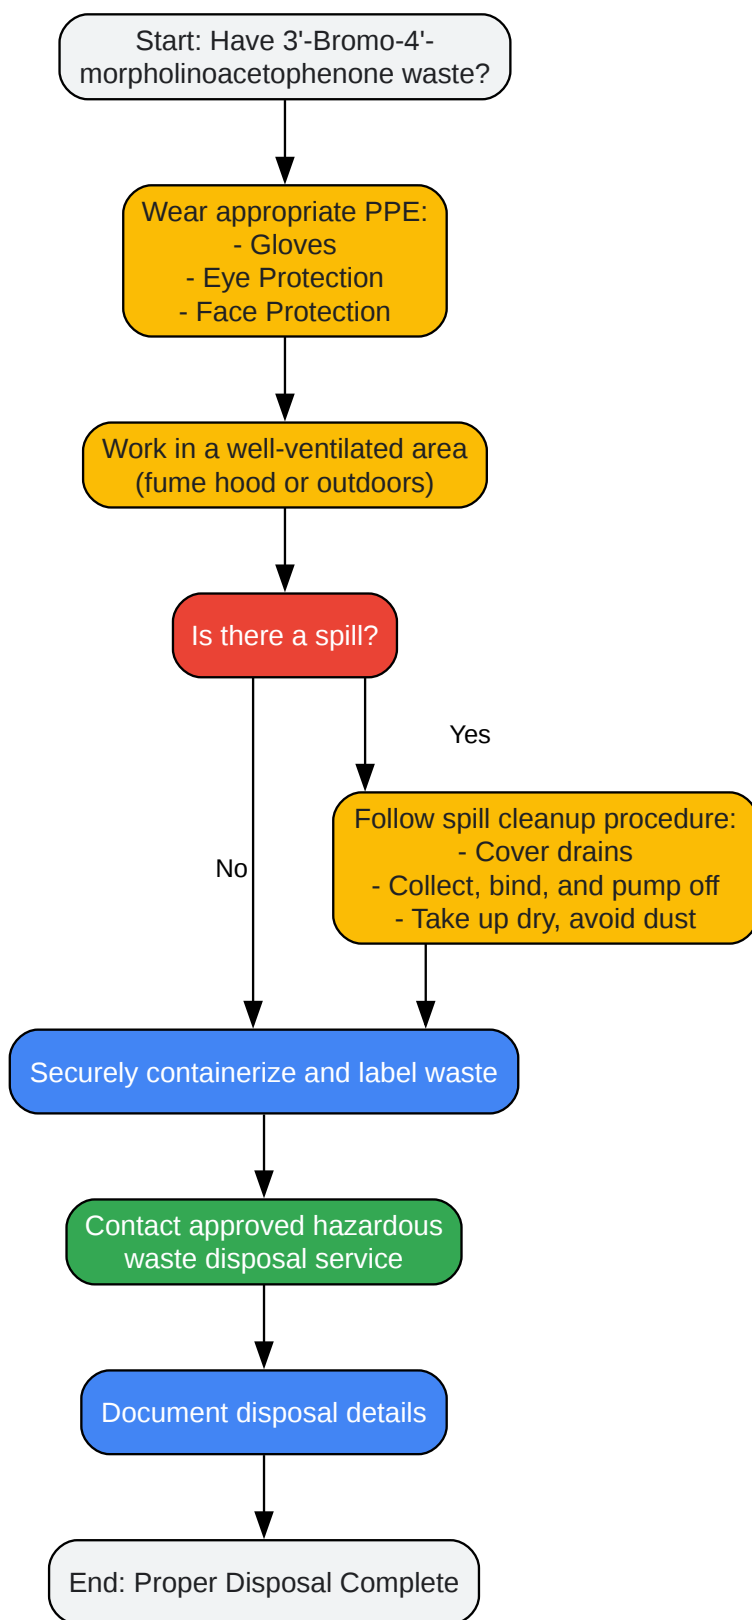 Start: Have 3'-Bromo-4'-
morpholinoacetophenone waste?
Wear appropriate PPE:
- Gloves
- Eye Protection
- Face Protection
Work in a well-ventilated area
(fume hood or outdoors)
Is there a spill?
Yes
Follow spill cleanup procedure:
- Cover drains
- Collect, bind, and pump off
- Take up dry, avoid dust
No
Securely containerize and label waste
Contact approved hazardous
waste disposal service
Document disposal details
End: Proper Disposal Complete